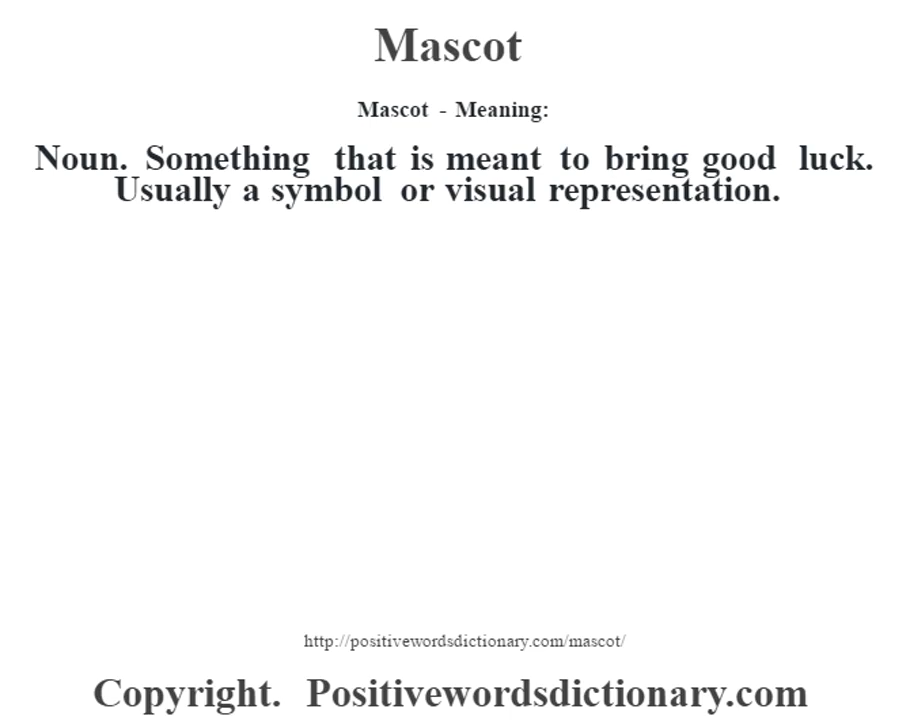 Mascot
Mascot - Meaning:
Noun. Something that is meant to bring good luck.
Usually a symbol or visual representation.
http://positivewordsdictionary.com/mascot/
Copyright. Positivewordsdictionary.com